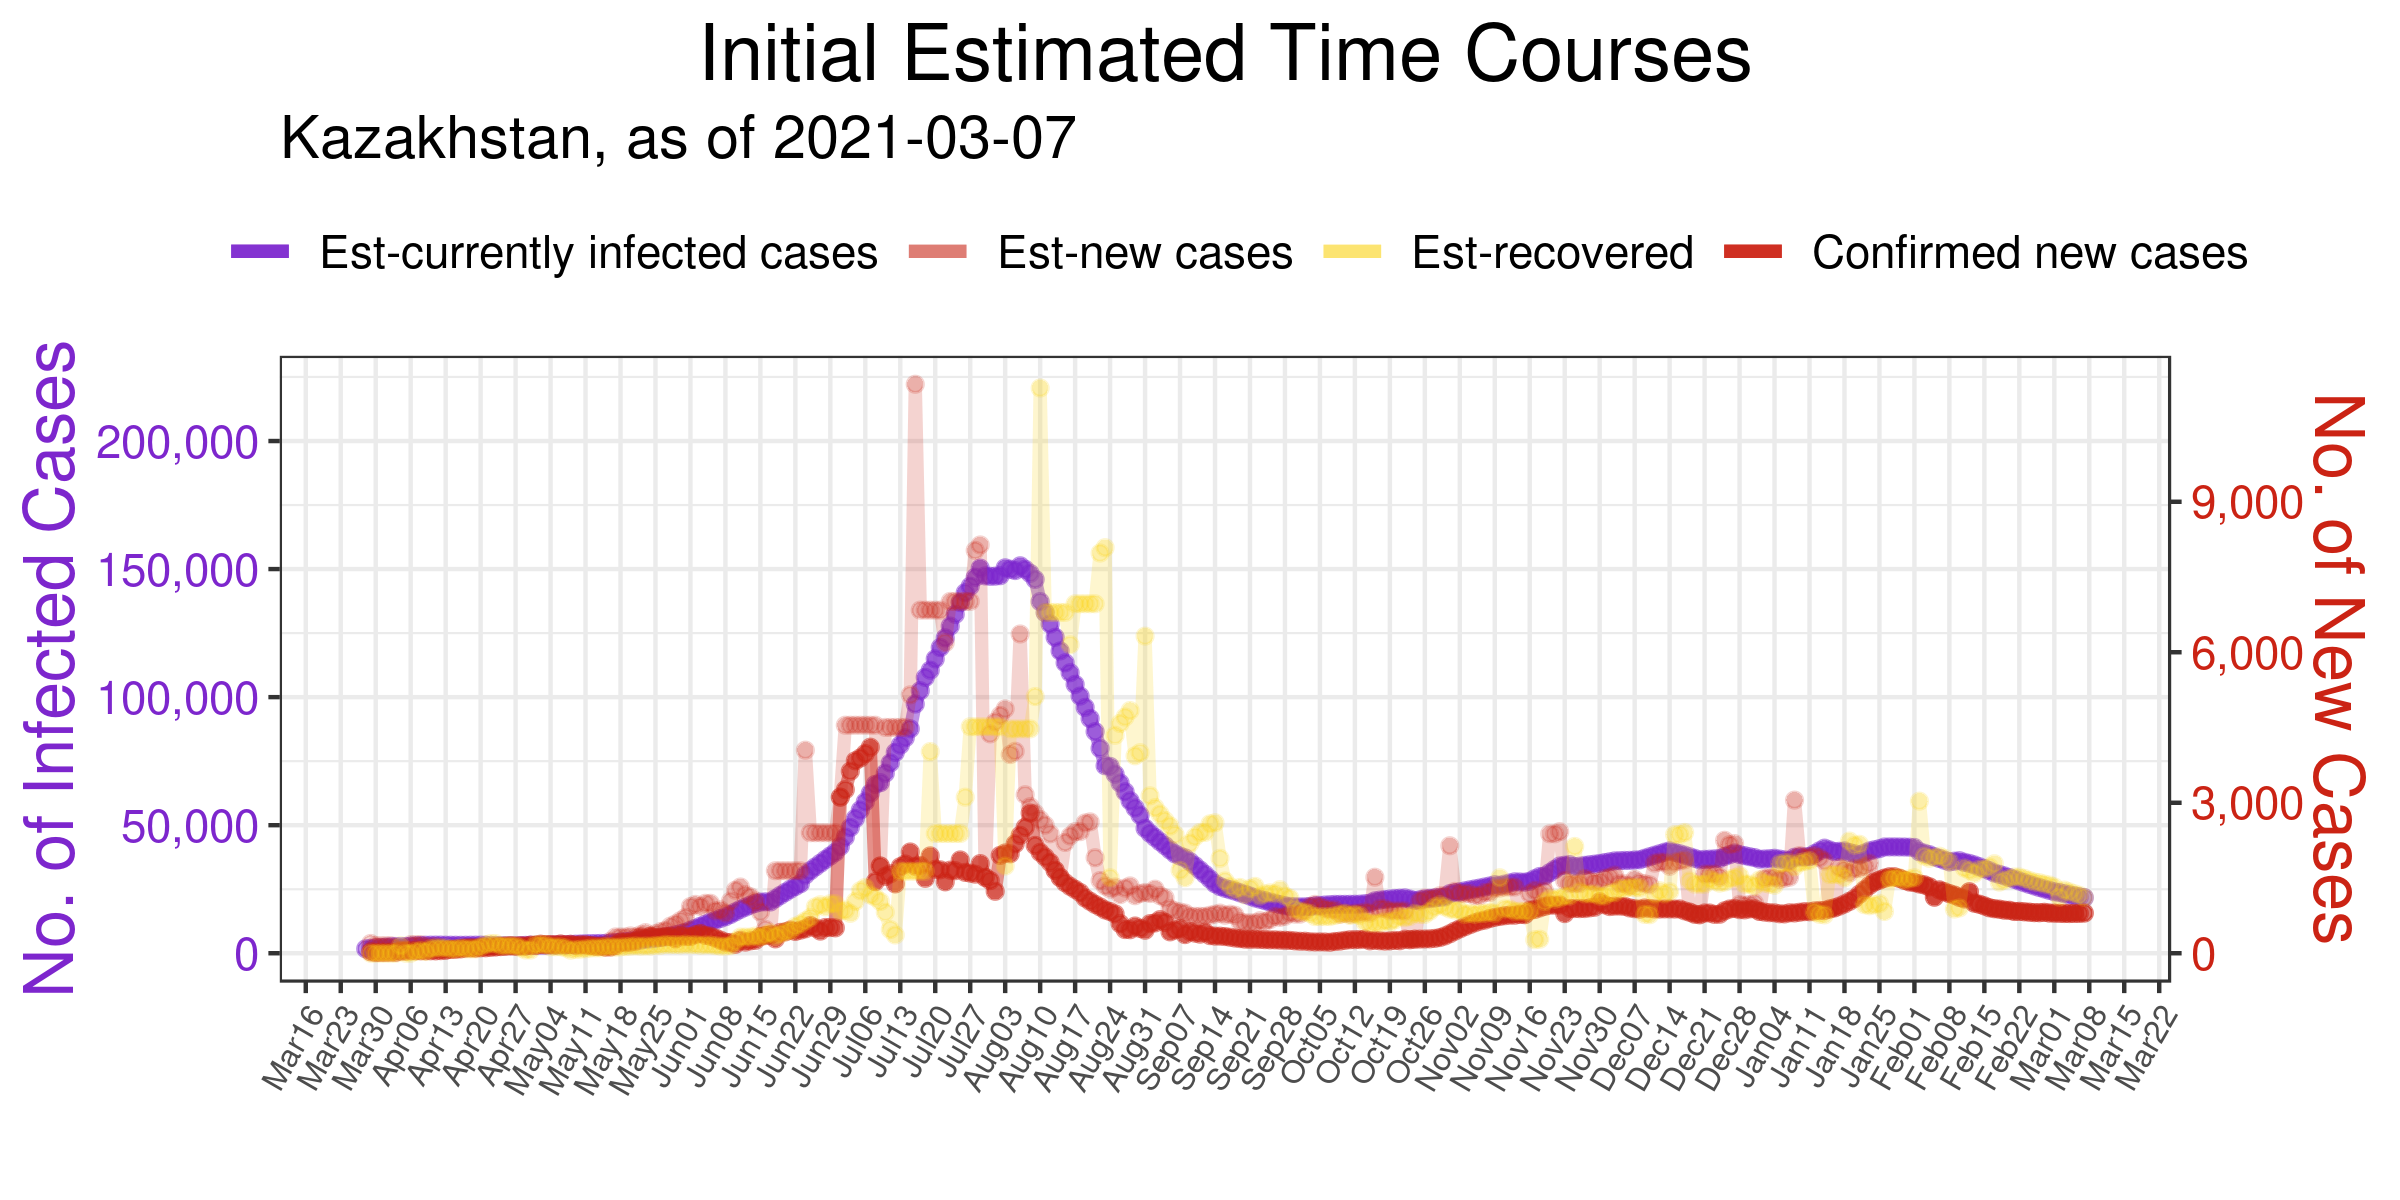 Initial Estimated Time Courses
Kazakhstan, as of 2021-03-07
Est-currently infected cases Est-new cases Est-recovered Confirmed new cases
No. of Infected Cases
200,000
150,000
100,000
50,000
0
No. of New Cases
9,000
6,000
3,000
0
Mar16 Mar23 Mar30 Apr06 Apr13 Apr20 Apr27 May04 May11 May18 May25 Jun01 Jun08 Jun15 Jun22 Jun29 Jul06 Jul13 Jul20 Jul27 Aug03 Aug10 Aug17 Aug24 Aug31 Sep07 Sep14 Sep21 Sep28 Oct05 Oct12 Oct19 Oct26 Nov02 Nov09 Nov16 Nov23 Nov30 Dec07 Dec14 Dec21 Dec28 Dec04 Jan11 Jan18 Jan25 Feb01 Feb08 Feb15 Feb22 Mar01 Mar08 Mar15 Mar22